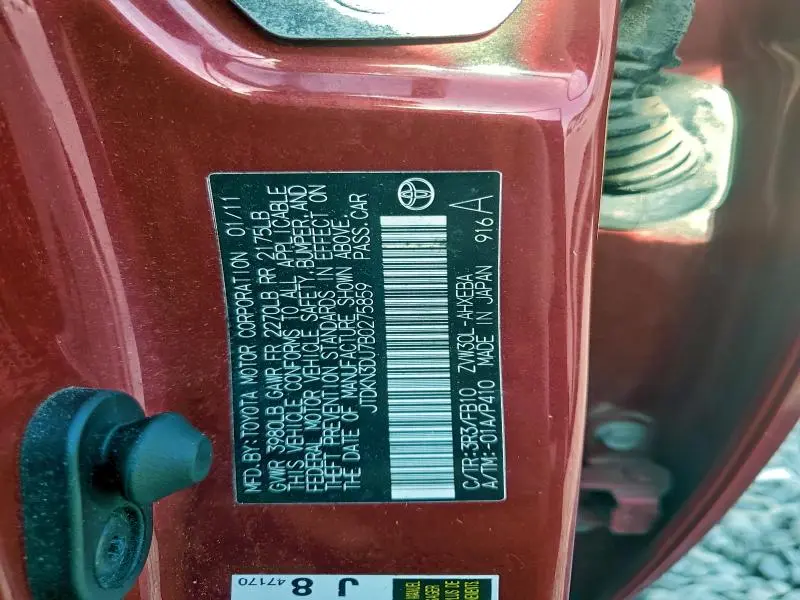 MFD.BY:TOYOTA MOTOR CORPORATION 01/11
GVWR 3980LB GAWR FR 2270LB RR 2175LB
THIS VEHICLE CONFORMS TO ALL APPLICABLE
FEDERAL MOTOR VEHICLE SAFETY,BUMPER,AND
THEFT PREVENTION STANDARDS IN EFFECT ON
THE DATE OF MANUFACTURE SHOWN ABOVE.
JTDKN3DU7B0275859 PASS.CAR
C/TR:3R3/FB10 ZVW30L-AHXEBA
A/TM:-01A/P410 MADE IN JAPAN 916 A
J 8
47170